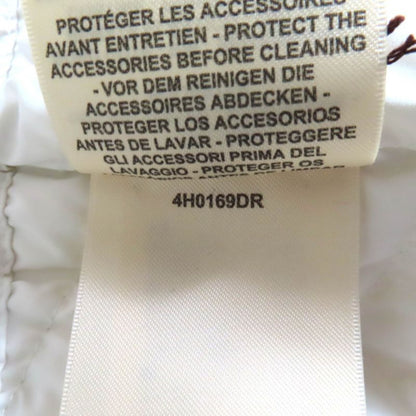 PROTÉGER LES ACCESSOIRES
AVANT ENTRETIEN - PROTECT THE
ACCESSORIES BEFORE CLEANING
- VOR DEM REINIGEN DIE
ACCESSOIRES ABDECKEN -
PROTEGER LOS ACCESORIOS
ANTES DE LAVAR - PROTEGGERE
GLI ACCESSORI PRIMA DEL
LAVAGGIO - PROTEGER OS
4H0169DR